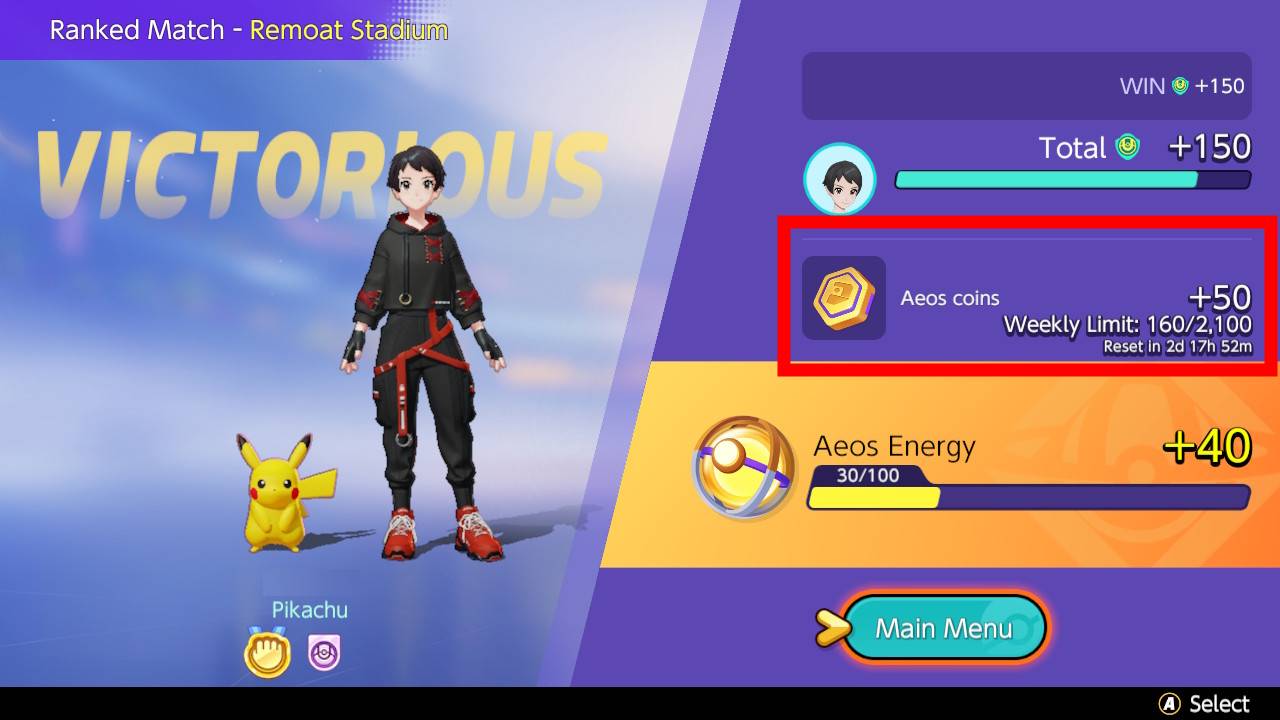 Ranked Match - Remoat Stadium
VICTORIOUS
WIN +150
Total +150
Aeos coins
+50
Weekly Limit: 160/2,100
Reset in 2d 17h 52m
Aeos Energy
+40
30/100
Pikachu
Main Menu
A Select